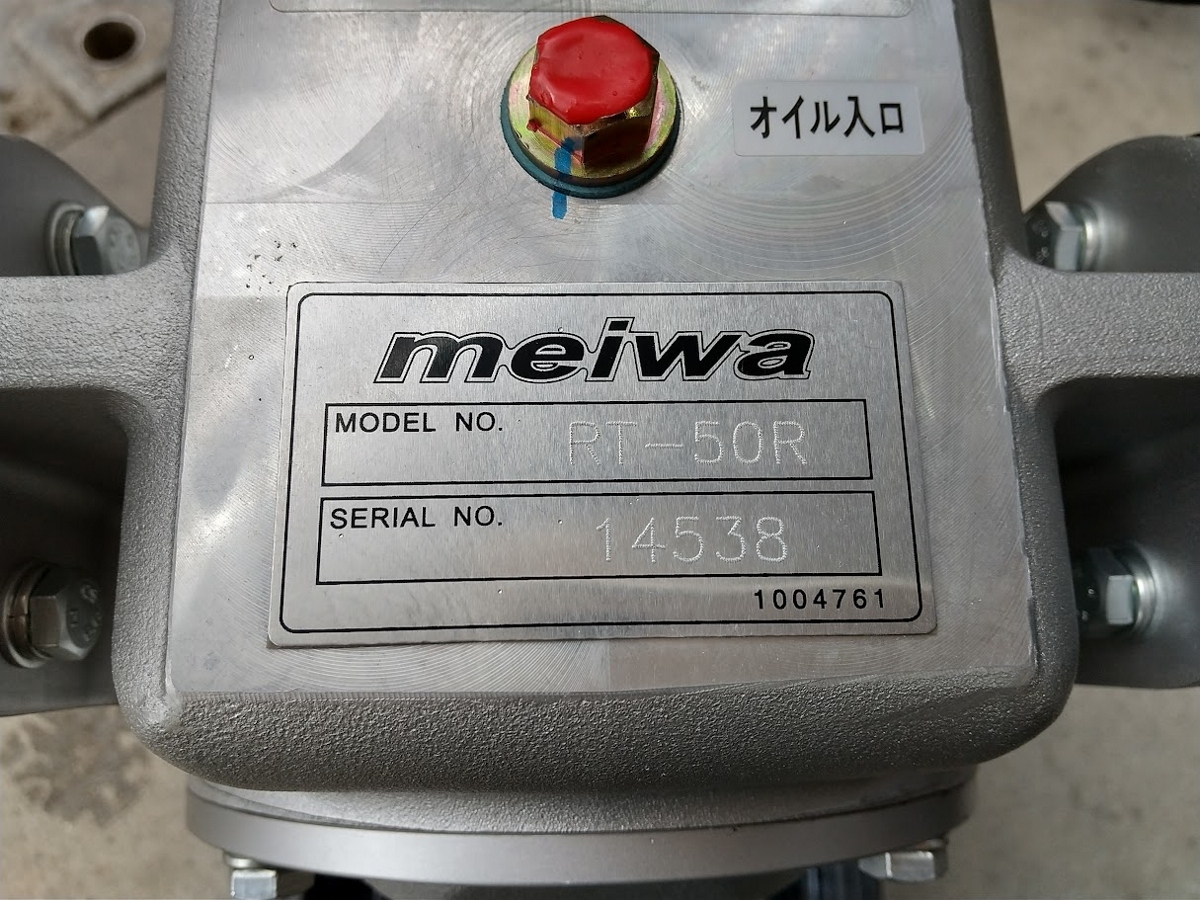 オイル入口
meiwa
MODEL NO. RT-50R
SERIAL NO. 14538
1004761